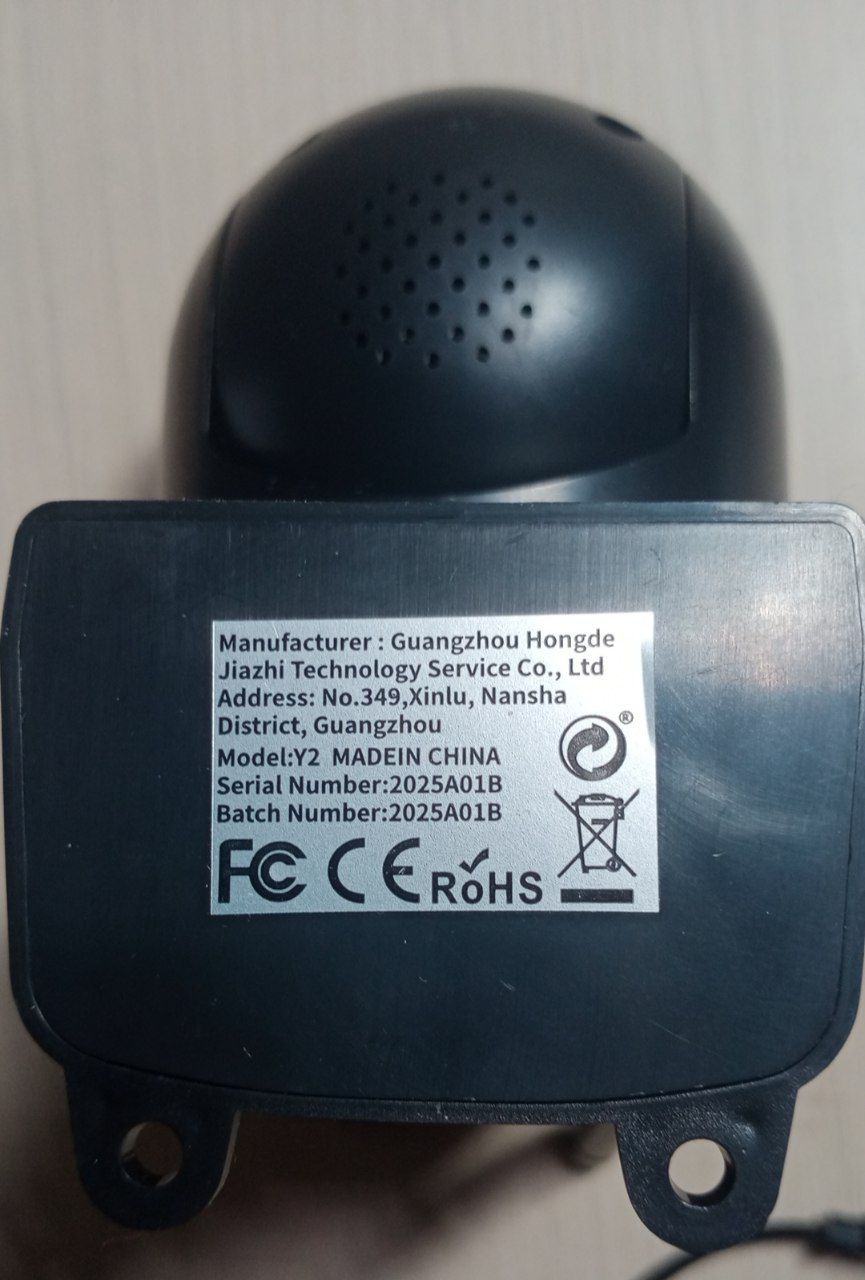 Manufacturer : Guangzhou Hongde
Jiazhi Technology Service Co., Ltd
Address: No.349,Xinlu, Nansha
District, Guangzhou
®
Model:Y2 MADEIN CHINA
Serial Number:2025A01B
Batch Number:2025A01B
FC CE RoHS